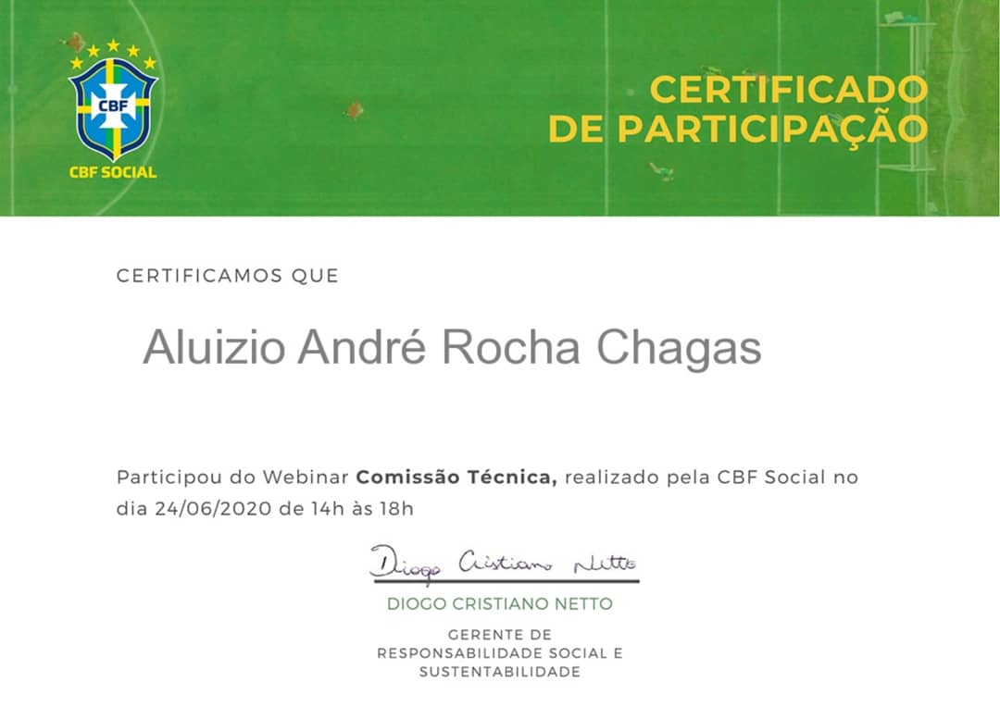 CBF
CBF SOCIAL
CERTIFICADO
DE PARTICIPAÇÃO
CERTIFICAMOS QUE
Aluizio André Rocha Chagas
Participou do Webinar Comissão Técnica, realizado pela CBF Social no
dia 24/06/2020 de 14h às 18h
Diogo Cristiano Netto
DIOGO CRISTIANO NETTO
GERENTE DE
RESPONSABILIDADE SOCIAL E
SUSTENTABILIDADE